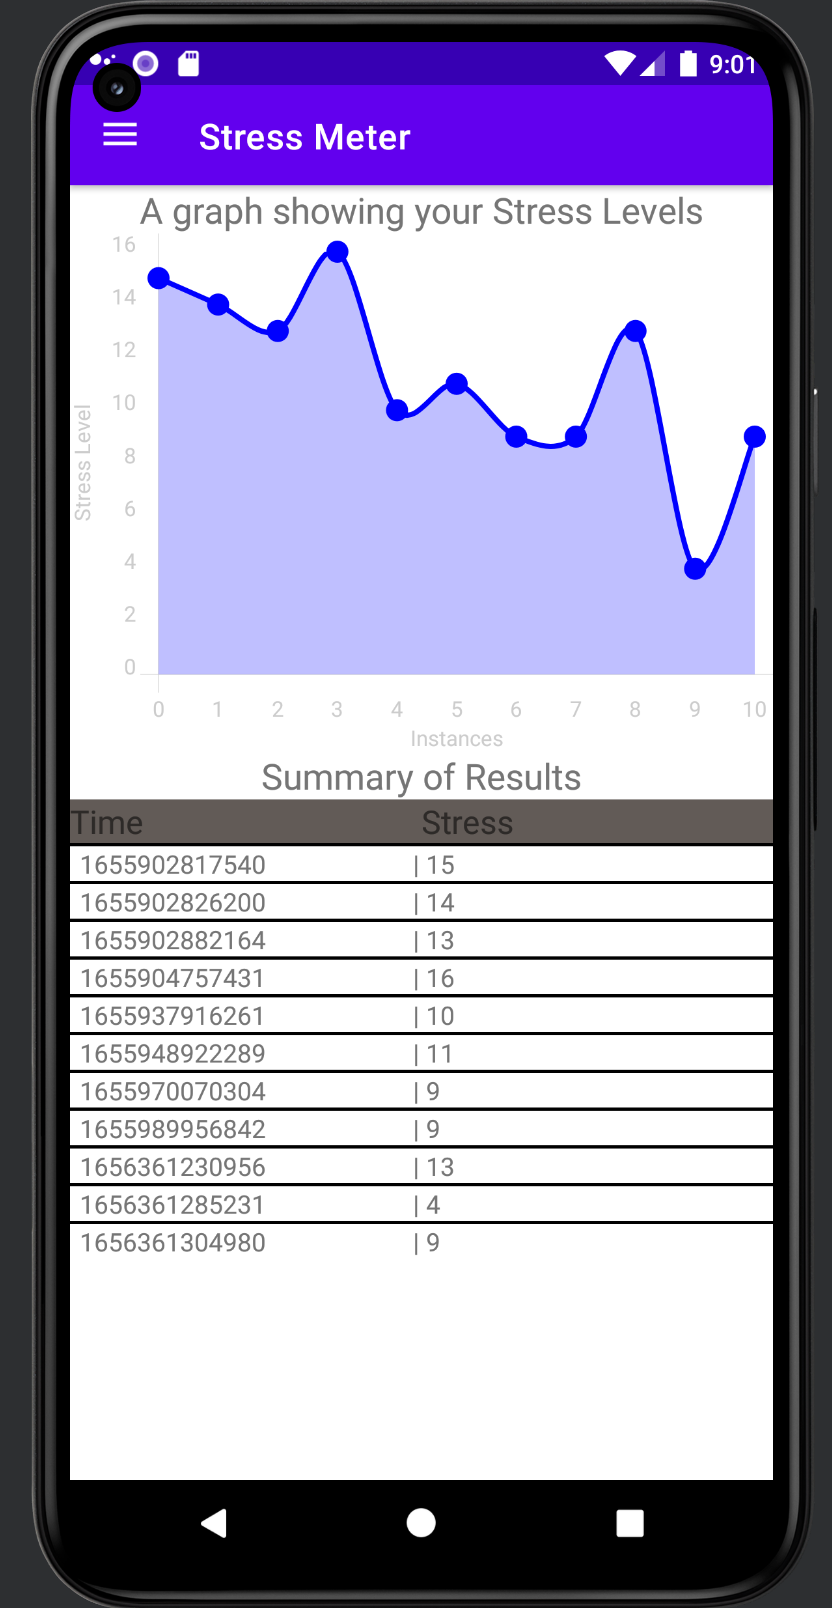 9:01
Stress Meter
A graph showing your Stress Levels
16
14
12
10
8
6
4
2
0
Stress Level
0 1 2 3 4 5 6 7 8 9 10
Instances
Summary of Results
Time Stress
1655902817540 | 15
1655902826200 | 14
1655902882164 | 13
1655904757431 | 16
1655937916261 | 10
1655948922289 | 11
1655970070304 | 9
1655989956842 | 9
1656361230956 | 13
1656361285231 | 4
1656361304980 | 9